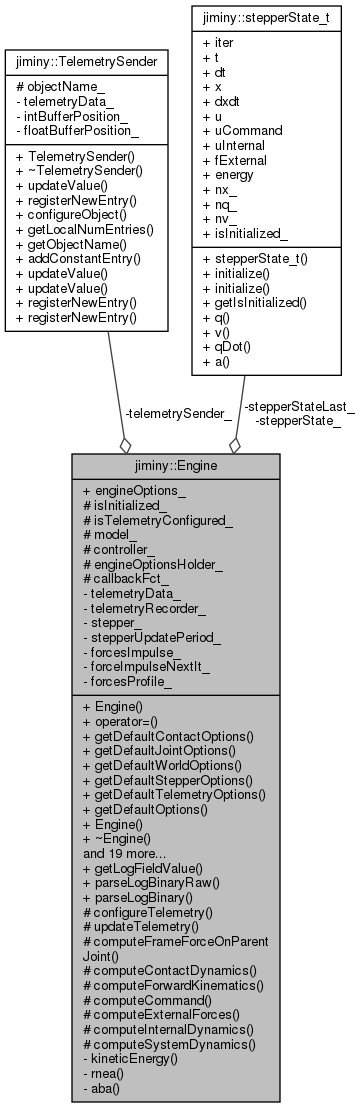 jiminy::TelemetrySender
# objectName_
- telemetryData_
- intBufferPosition_
- floatBufferPosition_
+ TelemetrySender()
+ ~TelemetrySender()
+ updateValue()
+ registerNewEntry()
+ configureObject()
+ getLocalNumEntries()
+ getObjectName()
+ addConstantEntry()
+ updateValue()
+ updateValue()
+ registerNewEntry()
+ registerNewEntry()
jiminy::stepperState_t
+ iter
+ t
+ dt
+ x
+ dxdt
+ u
+ uCommand
+ uInternal
+ fExternal
+ energy
+ nx_
+ nq_
+ nv_
+ isInitialized_
+ stepperState_t()
+ initialize()
+ initialize()
+ getIsInitialized()
+ q()
+ v()
+ qDot()
+ a()
-telemetrySender_
-stepperStateLast_
-stepperState_
jiminy::Engine
+ engineOptions_
# isInitialized_
# isTelemetryConfigured_
# model_
# controller_
# engineOptionsHolder_
# callbackFct_
- telemetryData_
- telemetryRecorder_
- stepper_
- stepperUpdatePeriod_
- forcesImpulse_
- forceImpulseNextIt_
- forcesProfile_
+ Engine()
+ operator=()
+ getDefaultContactOptions()
+ getDefaultJointOptions()
+ getDefaultWorldOptions()
+ getDefaultStepperOptions()
+ getDefaultTelemetryOptions()
+ getDefaultOptions()
+ Engine()
+ ~Engine()
and 19 more...
+ getLogFieldValue()
+ parseLogBinaryRaw()
+ parseLogBinary()
# configureTelemetry()
# updateTelemetry()
# computeFrameForceOnParent
Joint()
# computeContactDynamics()
# computeForwardKinematics()
# computeCommand()
# computeExternalForces()
# computeInternalDynamics()
# computeSystemDynamics()
- kineticEnergy()
- rnea()
- aba()